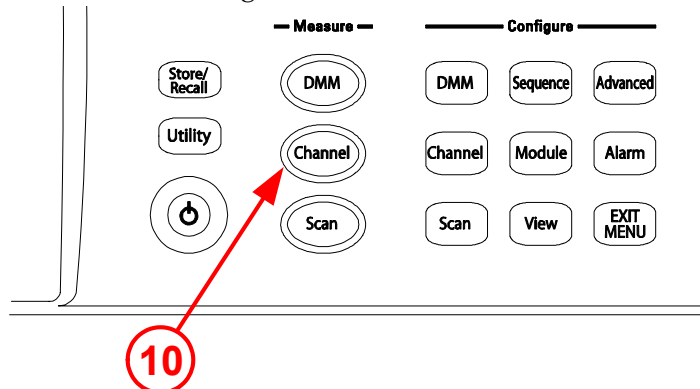 Measure
Configure
Store/
Recall
DMM
DMM
Sequence
Advanced
Utility
Channel
Channel
Module
Alarm
Scan
Scan
View
EXIT
MENU
10